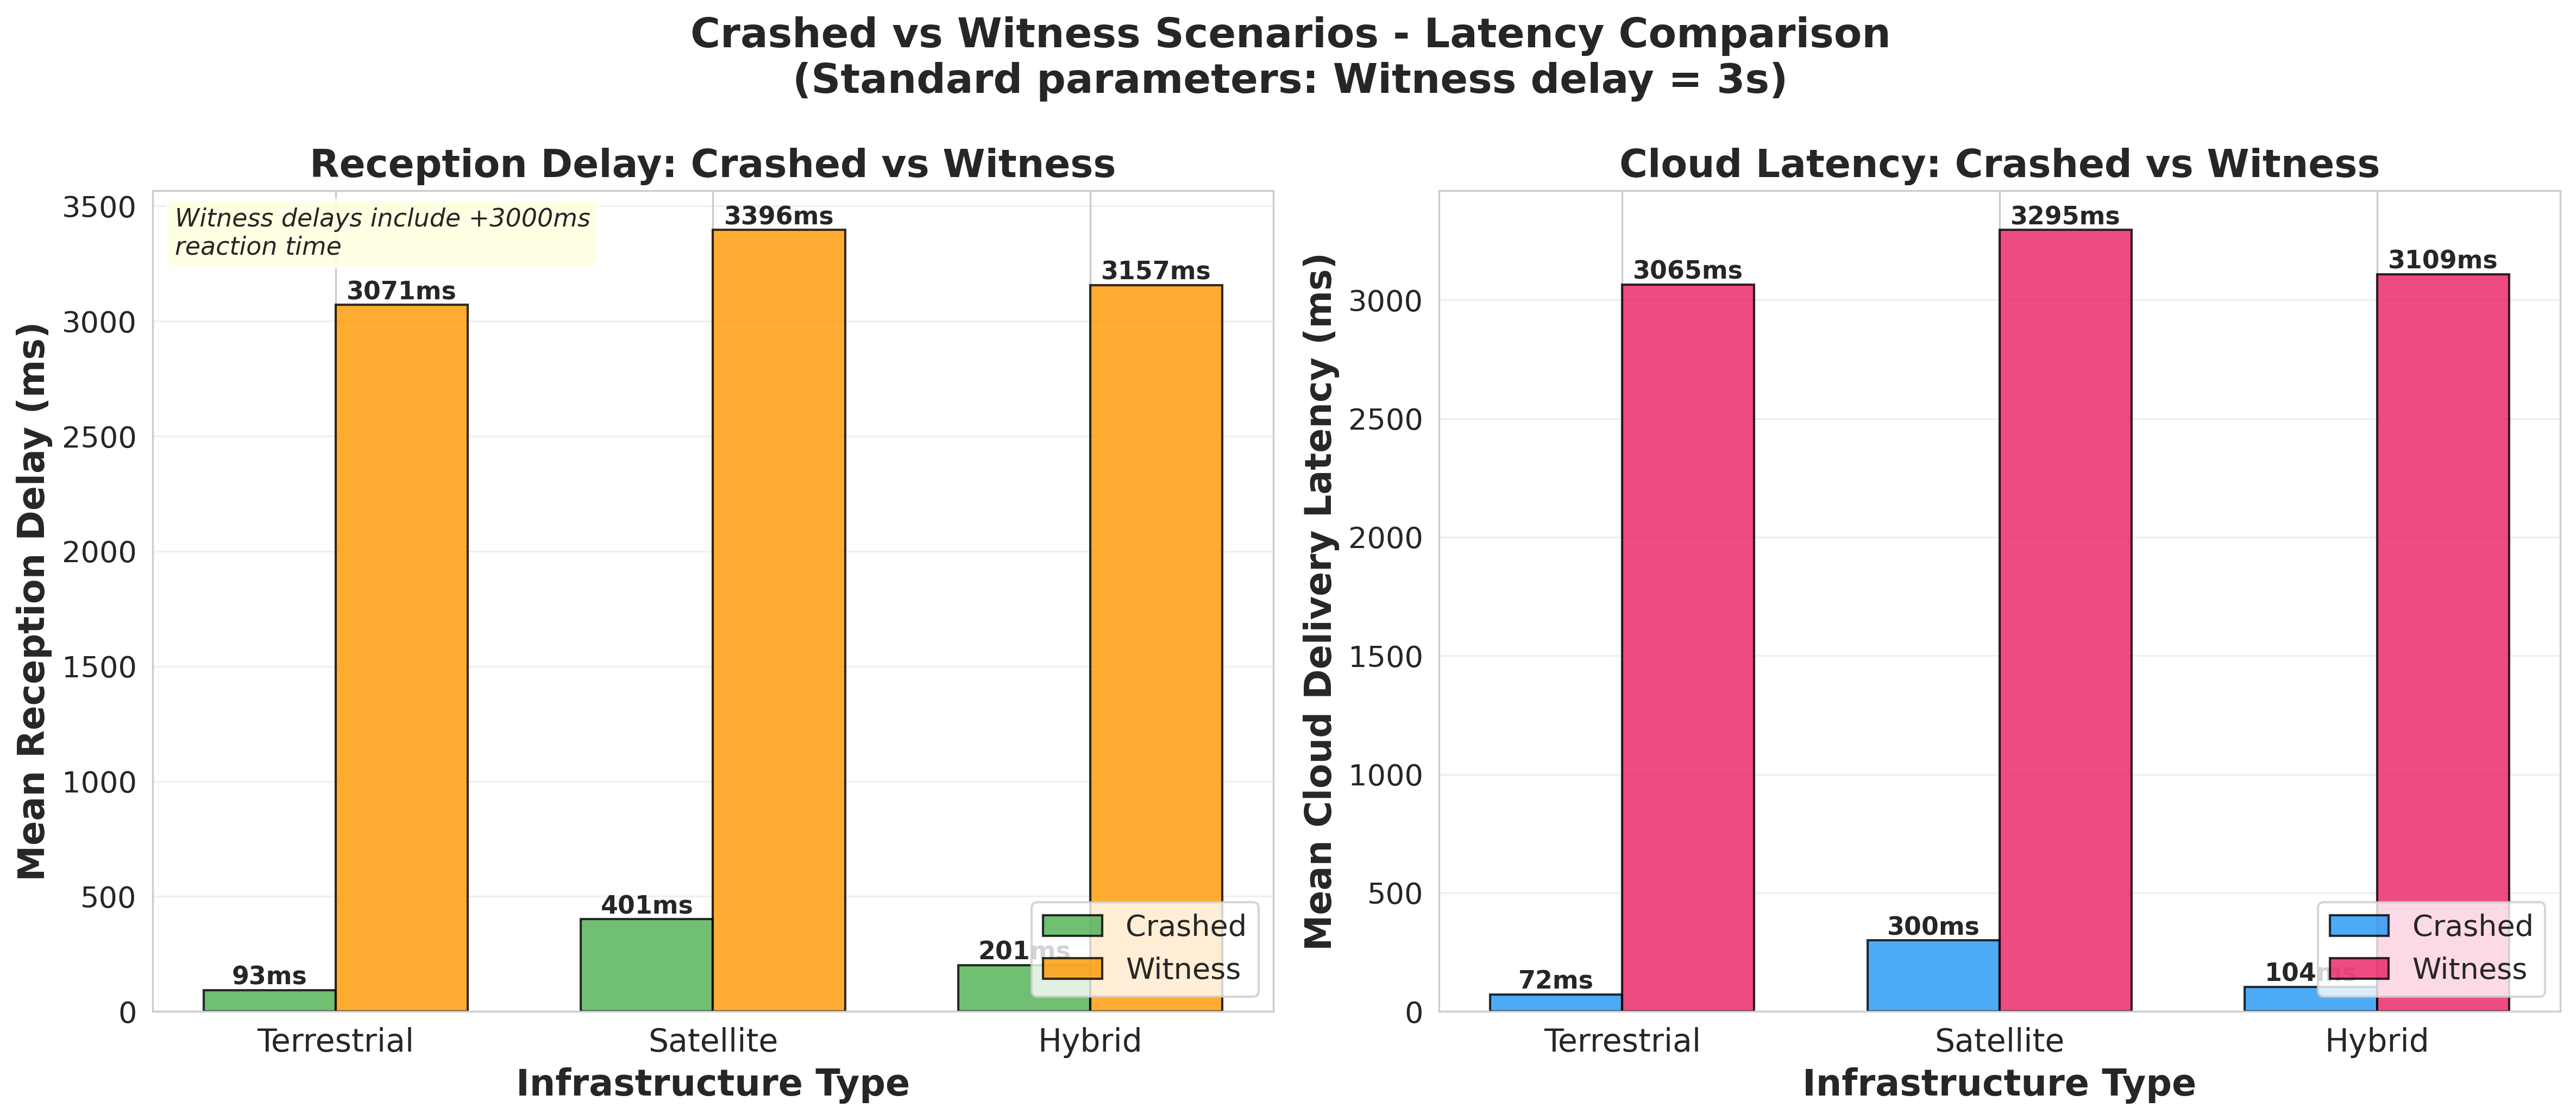 Crashed vs Witness Scenarios - Latency Comparison
(Standard parameters: Witness delay = 3s)
Reception Delay: Crashed vs Witness
Mean Reception Delay (ms)
3500
3000
2500
2000
1500
1000
500
0
Witness delays include +3000ms
reaction time
93ms
3071ms
401ms
3396ms
201ms
3157ms
Crashed
Witness
Terrestrial
Satellite
Hybrid
Infrastructure Type
Cloud Latency: Crashed vs Witness
Mean Cloud Delivery Latency (ms)
3000
2500
2000
1500
1000
500
0
72ms
3065ms
300ms
3295ms
104ms
3109ms
Crashed
Witness
Terrestrial
Satellite
Hybrid
Infrastructure Type